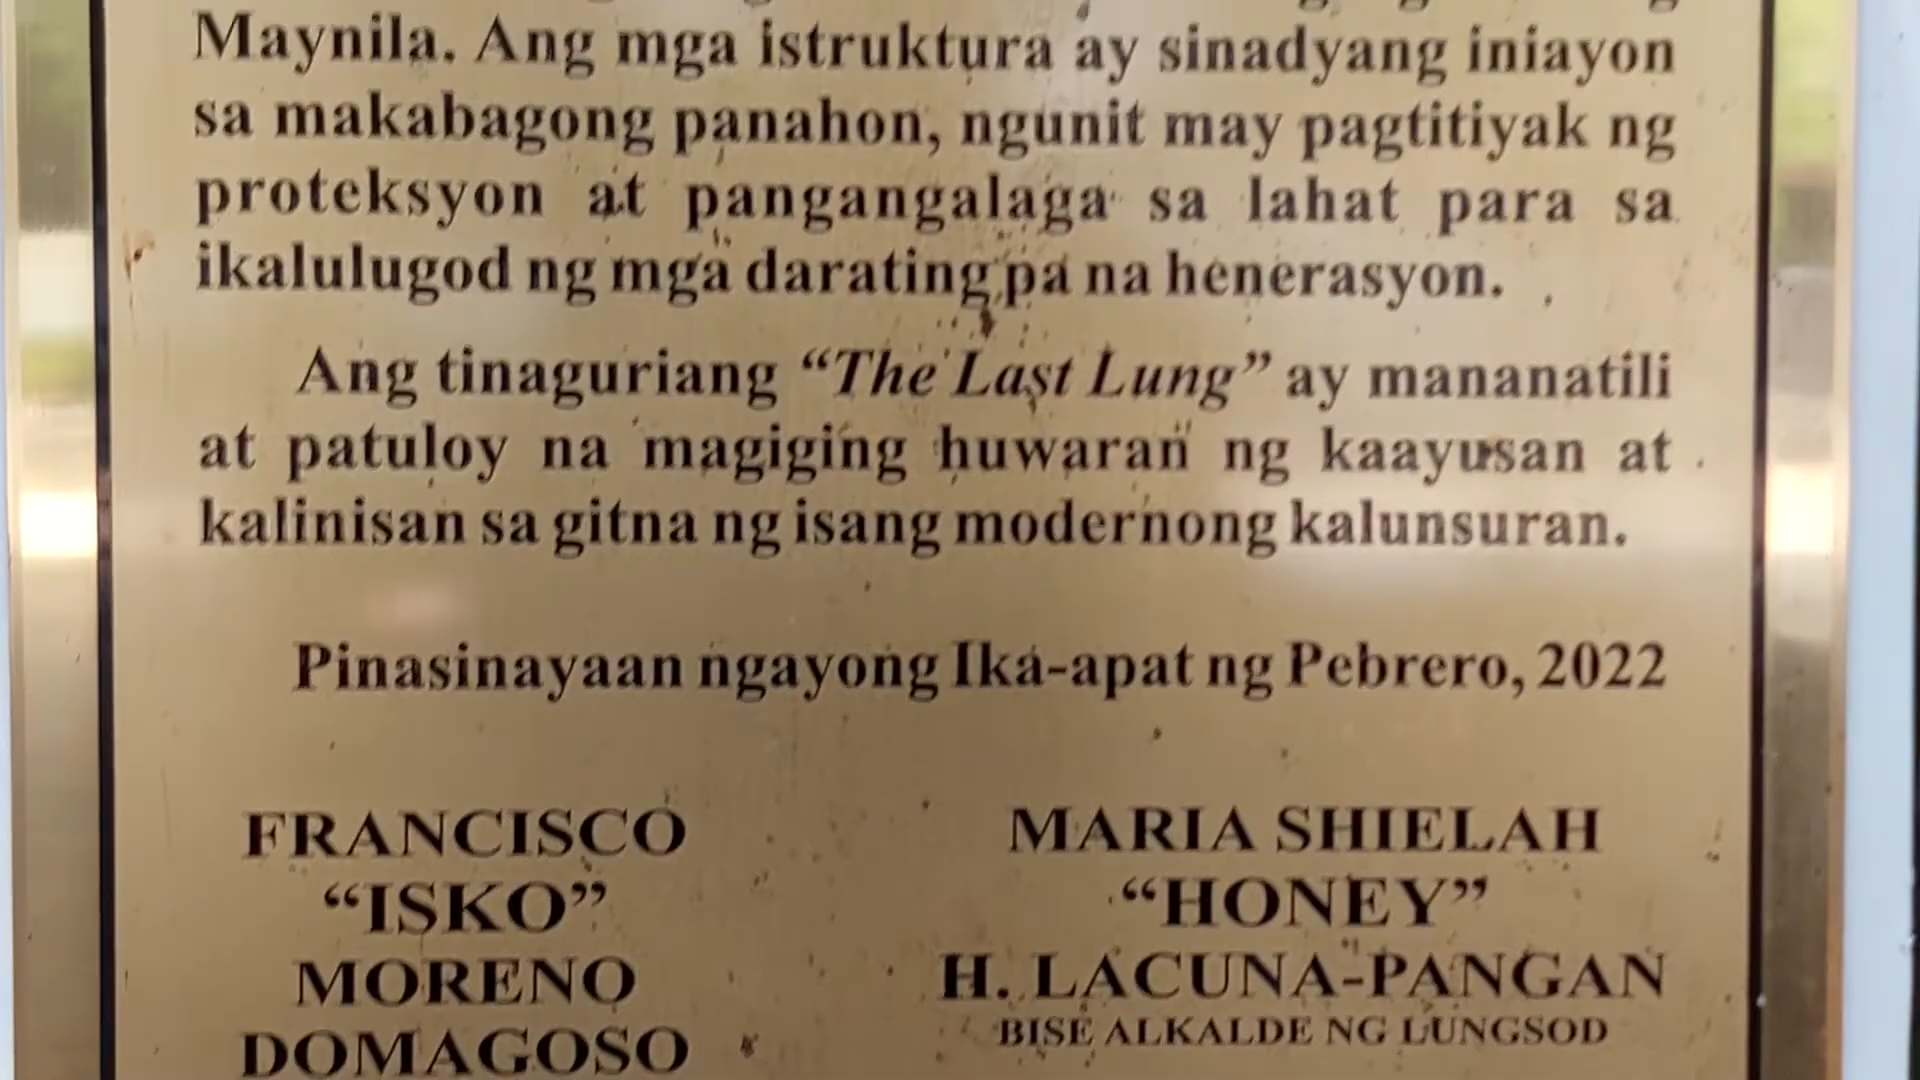 Maynila. Ang mga istruktura ay sinadyang iniayon
sa makabagong panahon, ngunit may pagtitiyak ng
proteksyon at pangangalaga sa lahat para sa
ikalulugod ng mga darating pa na henerasyon.
Ang tinaguriang “The Last Lung” ay mananatili
at patuloy na magiging huwaran ng kaayusan at
kalinisan sa gitna ng isang modernong kalunsuran.
Pinasinayaan ngayong Ika-apat ng Pebrero, 2022
FRANCISCO
“ISKO”
MORENO
DOMAGOSO
MARIA SHIELAH
“HONEY”
H. LACUNA-PANGAN
BISE ALKALDE NG LUNGSOD